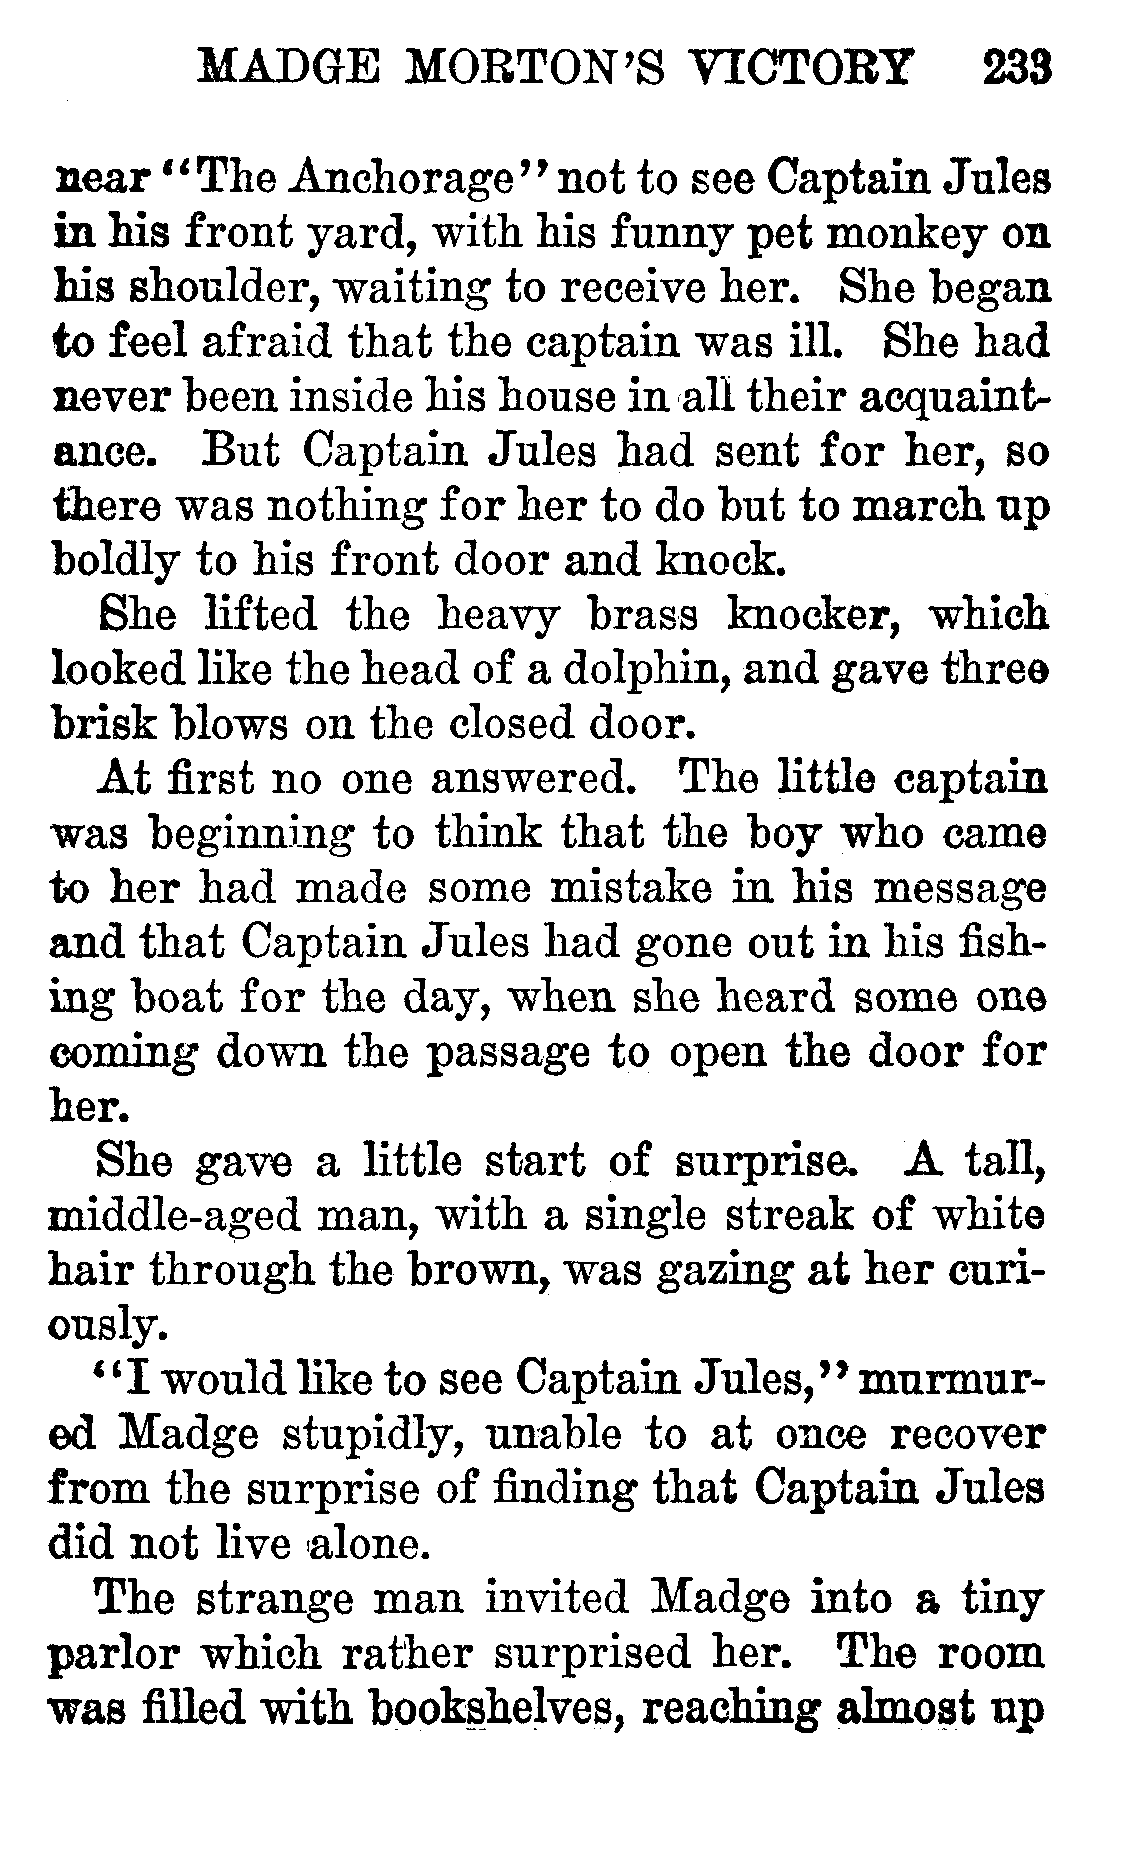 MADGE MORTON'S VICTORY 233
near "The Anchorage" not to see Captain Jules
in his front yard, with his funny pet monkey on
his shoulder, waiting to receive her. She began
to feel afraid that the captain was ill. She had
never been inside his house in all their acquaint-
ance. But Captain Jules had sent for her, so
there was nothing for her to do but to march up
boldly to his front door and knock.
She lifted the heavy brass knocker, which
looked like the head of a dolphin, and gave three
brisk blows on the closed door.
At first no one answered. The little captain
was beginning to think that the boy who came
to her had made some mistake in his message
and that Captain Jules had gone out in his fish-
ing boat for the day, when she heard some one
coming down the passage to open the door for
her.
She gave a little start of surprise. A tall,
middle-aged man, with a single streak of white
hair through the brown, was gazing at her curi-
ously.
"I would like to see Captain Jules," murmur-
ed Madge stupidly, unable to at once recover
from the surprise of finding that Captain Jules
did not live alone.
The strange man invited Madge into a tiny
parlor which rather surprised her. The room
was filled with bookshelves, reaching almost up